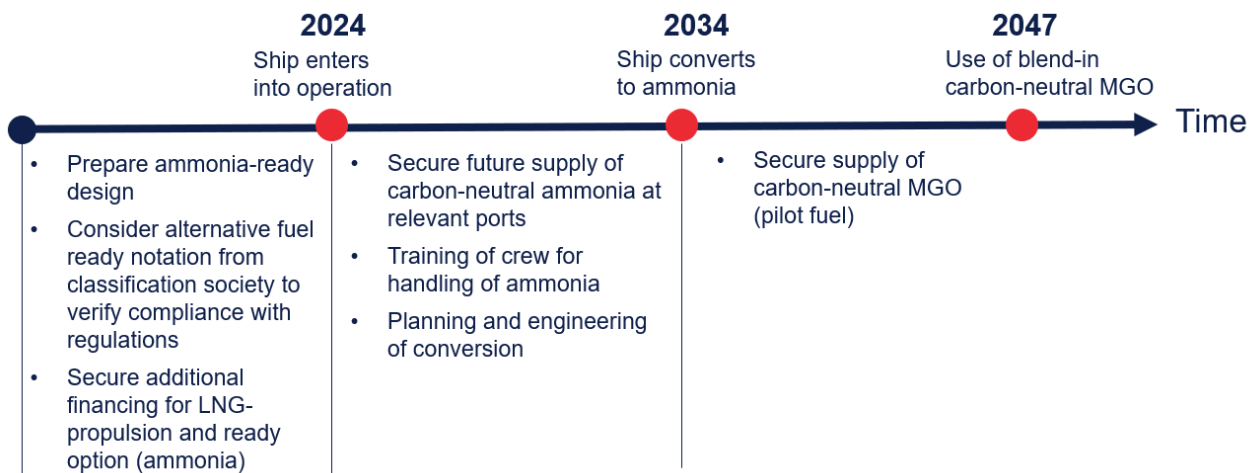 2024
Ship enters
into operation
2034
Ship converts
to ammonia
2047
Use of blend-in
carbon-neutral MGO
Time
• Prepare ammonia-ready
design
• Consider alternative fuel
ready notation from
classification society to
verify compliance with
regulations
• Secure additional
financing for LNG-
propulsion and ready
option (ammonia)
• Secure future supply of
carbon-neutral ammonia at
relevant ports
• Training of crew for
handling of ammonia
• Planning and engineering
of conversion
• Secure supply of
carbon-neutral MGO
(pilot fuel)